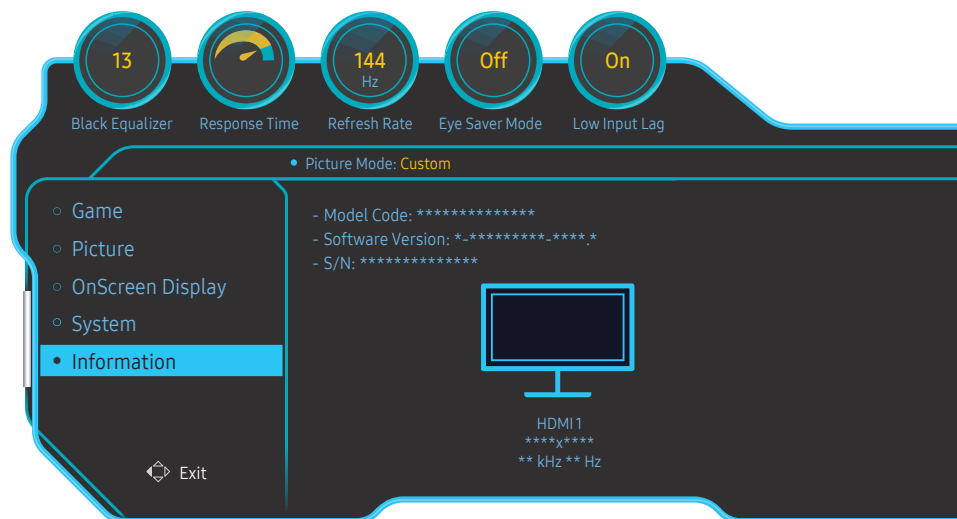 13
144
Hz
Off
On
Black Equalizer
Response Time
Refresh Rate
Eye Saver Mode
Low Input Lag
Picture Mode: Custom
Game
Picture
OnScreen Display
System
Information
Exit
- Model Code: **************
- Software Version: *-*********-****.*
- S/N: **************
HDMI 1
****x****
** kHz ** Hz